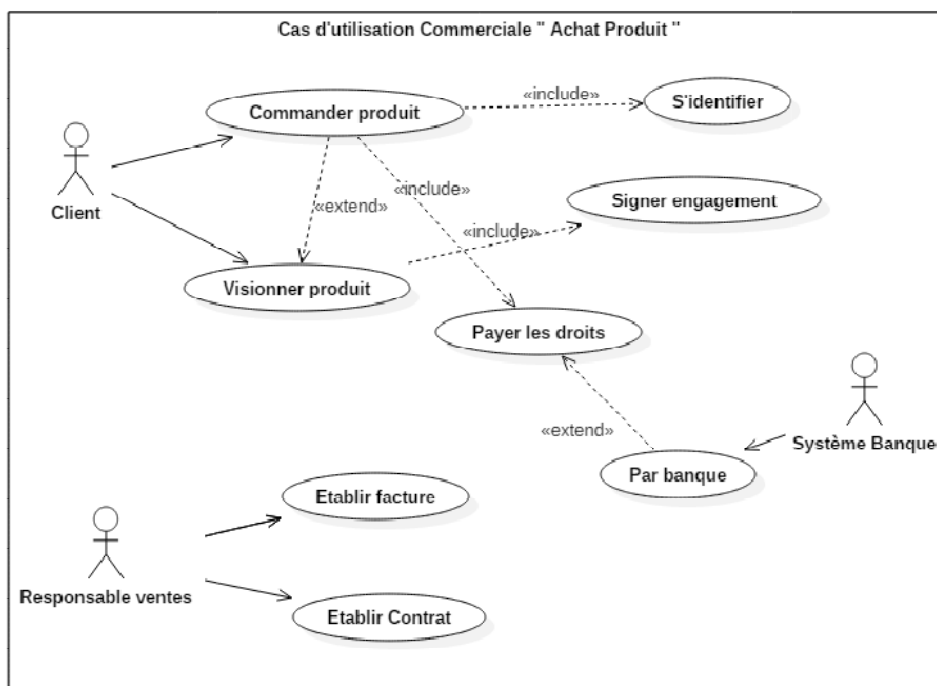 Cas d'utilisation Commerciale " Achat Produit "
Commander produit
«include»
S'identifier
Client
«extend»
«include»
Signer engagement
«include»
Visionner produit
Payer les droits
«extend»
Système Banque
Par banque
Etablir facture
Responsable ventes
Etablir Contrat